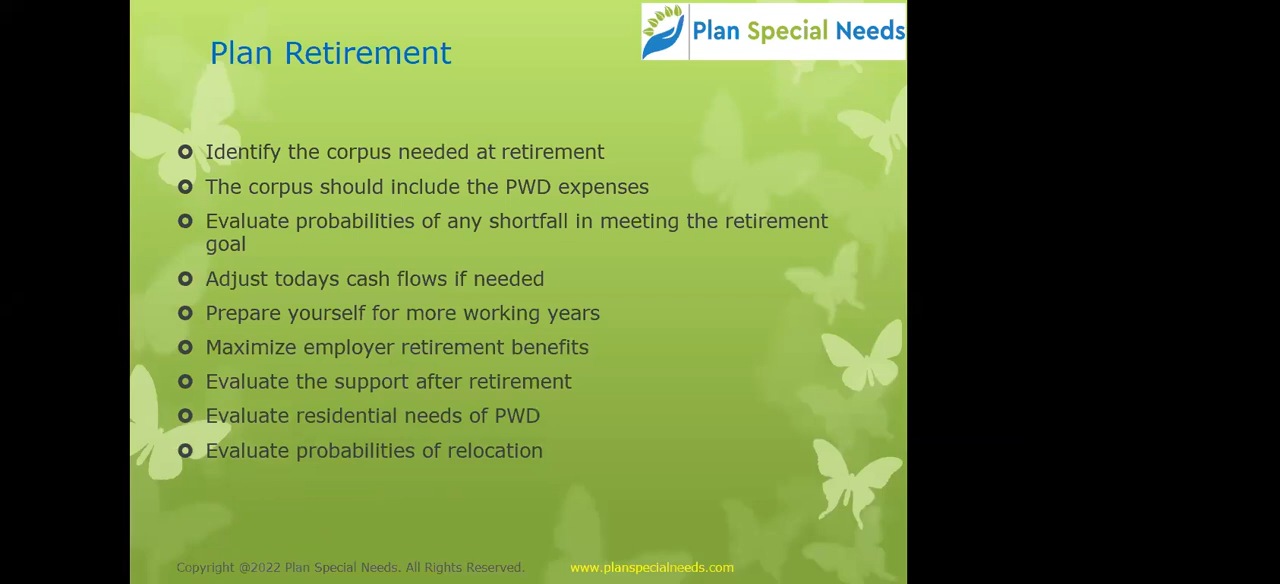 Plan Special Needs
Plan Retirement
Identify the corpus needed at retirement
The corpus should include the PWD expenses
Evaluate probabilities of any shortfall in meeting the retirement
goal
Adjust todays cash flows if needed
Prepare yourself for more working years
Maximize employer retirement benefits
Evaluate the support after retirement
Evaluate residential needs of PWD
Evaluate probabilities of relocation
Copyright @2022 Plan Special Needs. All Rights Reserved. www.planspecialneeds.com